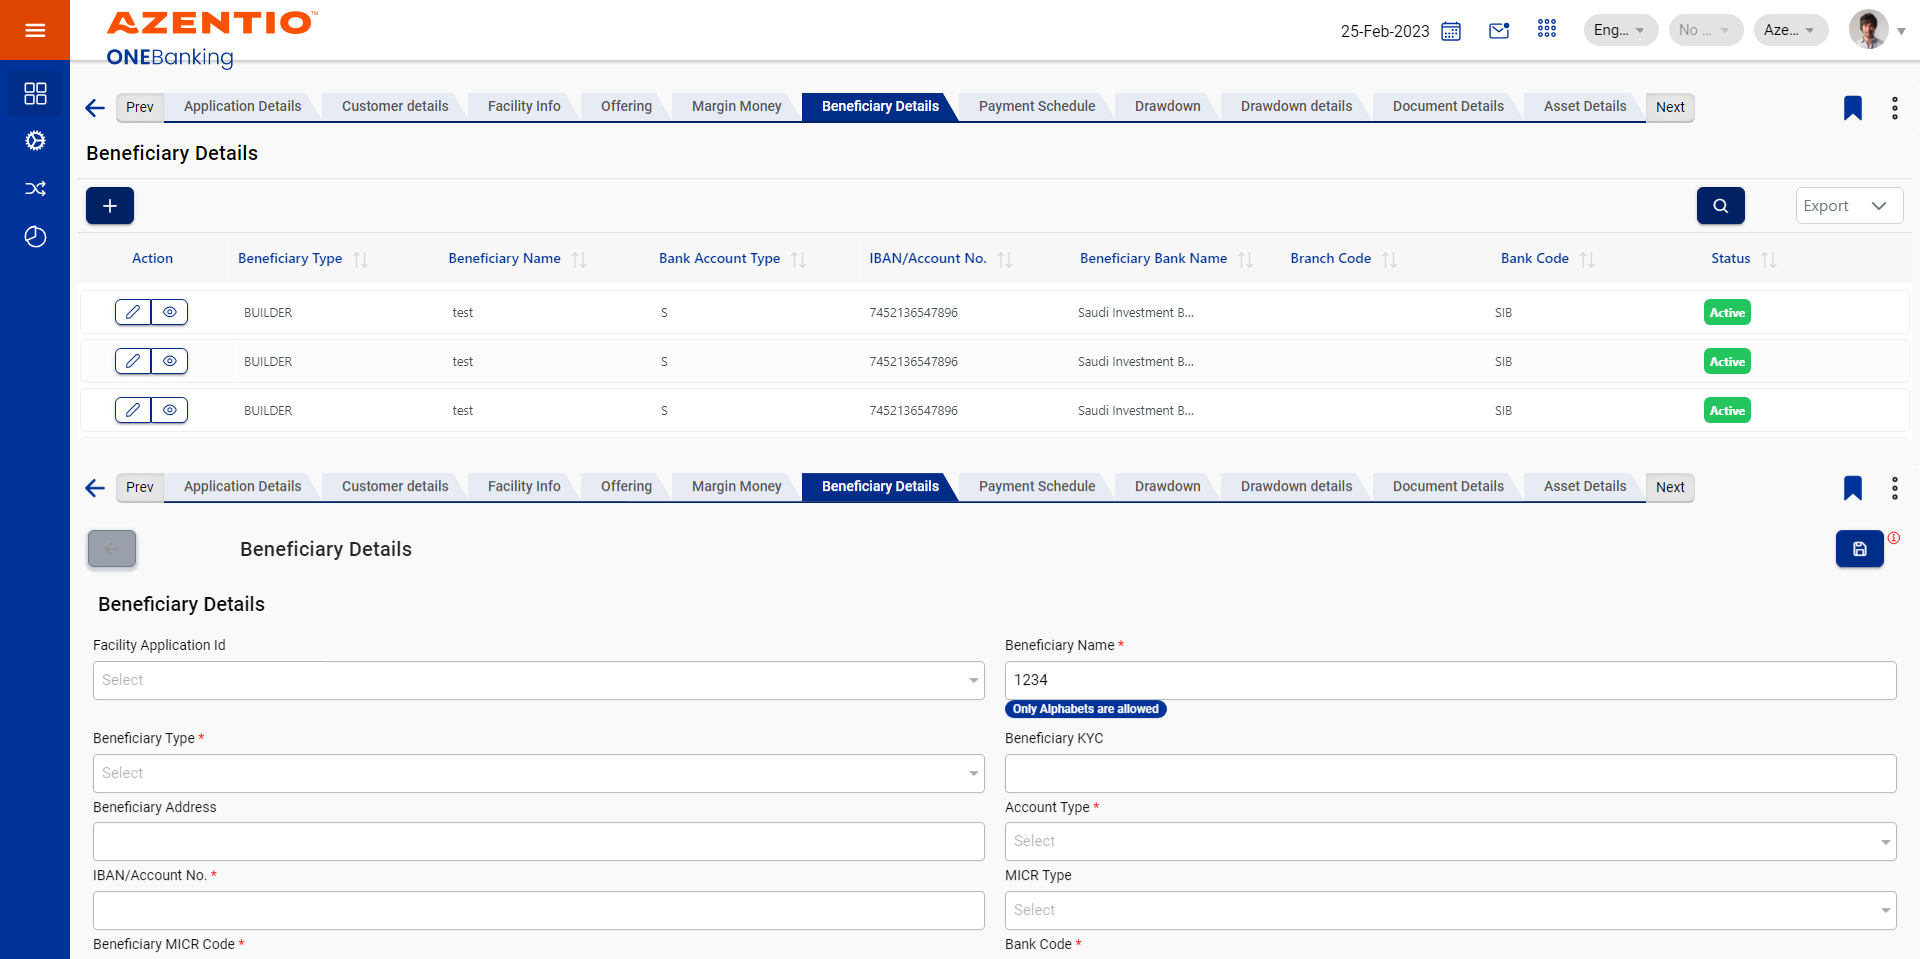 AZENTIO™
ONEBanking
25-Feb-2023
Eng...
No ...
Aze...
Prev
Application Details
Customer details
Facility Info
Offering
Margin Money
Beneficiary Details
Payment Schedule
Drawdown
Drawdown details
Document Details
Asset Details
Next
Beneficiary Details
Export
Action
Beneficiary Type
Beneficiary Name
Bank Account Type
IBAN/Account No.
Beneficiary Bank Name
Branch Code
Bank Code
Status
BUILDER
test
S
7452136547896
Saudi Investment B...
SIB
Active
BUILDER
test
S
7452136547896
Saudi Investment B...
SIB
Active
BUILDER
test
S
7452136547896
Saudi Investment B...
SIB
Active
Prev
Application Details
Customer details
Facility Info
Offering
Margin Money
Beneficiary Details
Payment Schedule
Drawdown
Drawdown details
Document Details
Asset Details
Next
Beneficiary Details
Beneficiary Details
Facility Application Id
Select
Beneficiary Name *
1234
Only Alphabets are allowed
Beneficiary Type *
Select
Beneficiary KYC
Beneficiary Address
Account Type *
Select
IBAN/Account No. *
MICR Type
Select
Beneficiary MICR Code *
Bank Code *